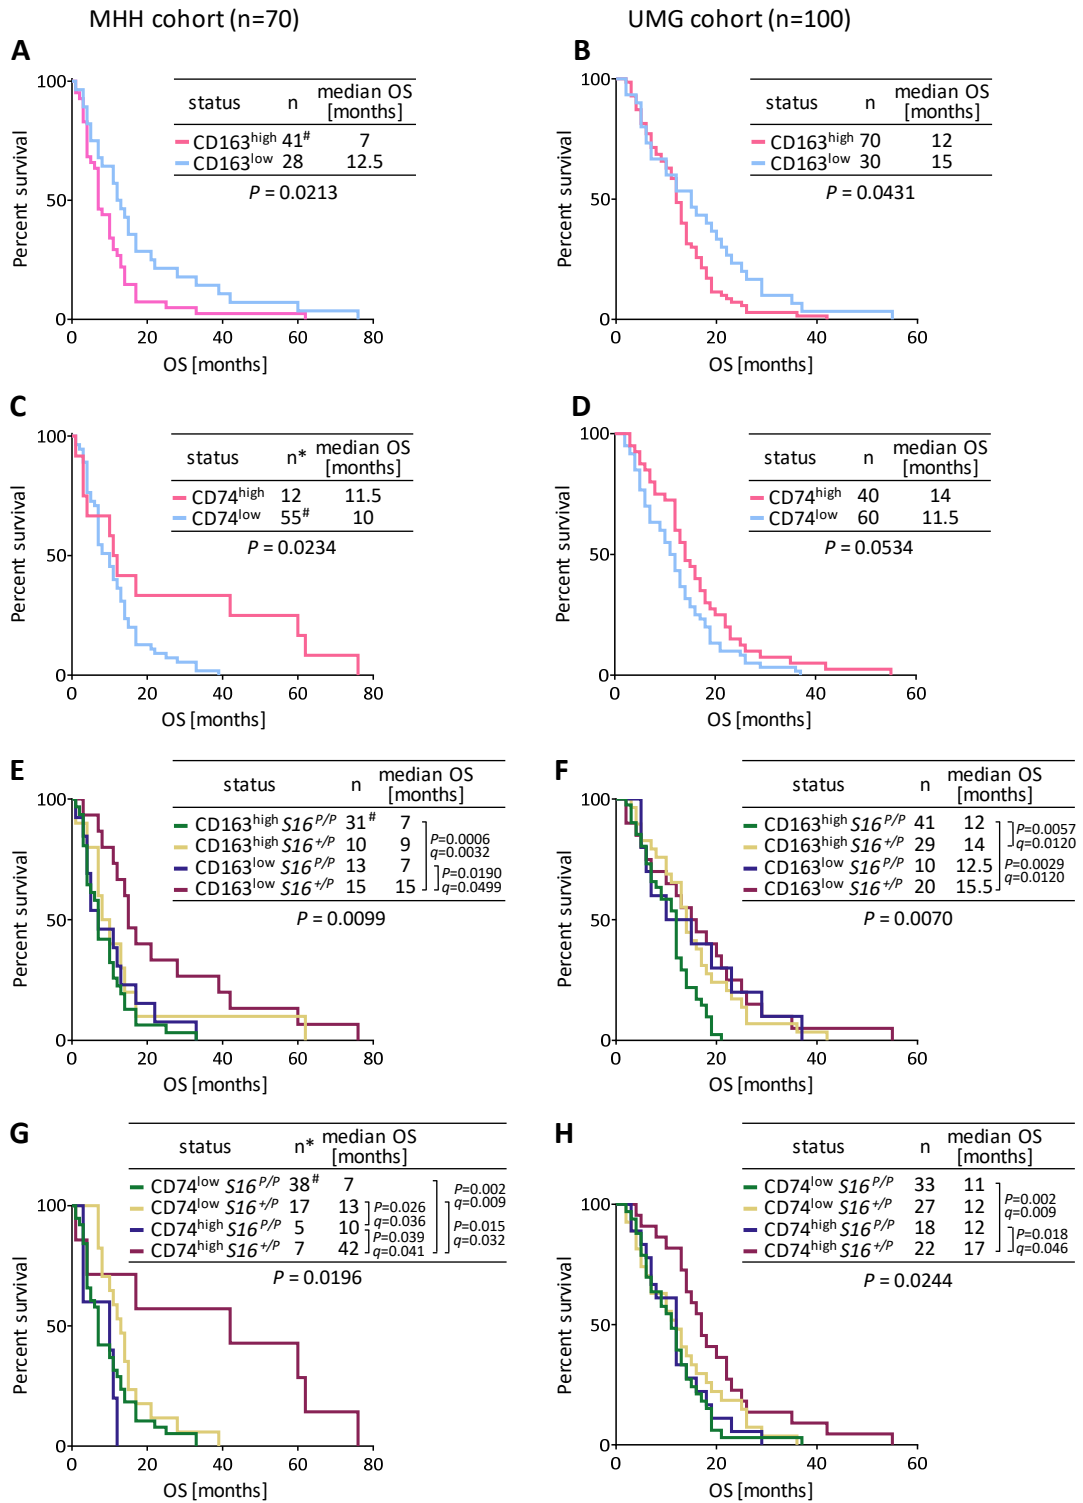 MHH cohort (n=70)
UMG cohort (n=100)
A
status n median OS [months]
CD163high 41# 7
CD163low 28 12.5
P = 0.0213
Percent survival
100
50
0
0 20 40 60 80
OS [months]
B
status n median OS [months]
CD163high 70 12
CD163low 30 15
P = 0.0431
Percent survival
100
50
0
0 20 40 60
OS [months]
C
status n* median OS [months]
CD74high 12 11.5
CD74low 55# 10
P = 0.0234
Percent survival
100
50
0
0 20 40 60 80
OS [months]
D
status n median OS [months]
CD74high 40 14
CD74low 60 11.5
P = 0.0534
Percent survival
100
50
0
0 20 40 60
OS [months]
E
status n median OS [months]
CD163high S16P/P 31# 7
CD163high S16+/P 10 9
CD163low S16P/P 13 7
CD163low S16+/P 15 15
P=0.0006
q=0.0032
P=0.0190
q=0.0499
P = 0.0099
Percent survival
100
50
0
0 20 40 60 80
OS [months]
F
status n median OS [months]
CD163high S16P/P 41 12
CD163high S16+/P 29 14
CD163low S16P/P 10 12.5
CD163low S16+/P 20 15.5
P=0.0057
q=0.0120
P=0.0029
q=0.0120
P = 0.0070
Percent survival
100
50
0
0 20 40 60
OS [months]
G
status n* median OS [months]
CD74low S16P/P 38# 7
CD74low S16+/P 17 13
CD74high S16P/P 5 10
CD74high S16+/P 7 42
P=0.026
q=0.036
P=0.039
q=0.041
P=0.002
q=0.009
P=0.015
q=0.032
P = 0.0196
Percent survival
100
50
0
0 20 40 60 80
OS [months]
H
status n median OS [months]
CD74low S16P/P 33 11
CD74low S16+/P 27 12
CD74high S16P/P 18 12
CD74high S16+/P 22 17
P=0.002
q=0.009
P=0.018
q=0.046
P = 0.0244
Percent survival
100
50
0
0 20 40 60
OS [months]